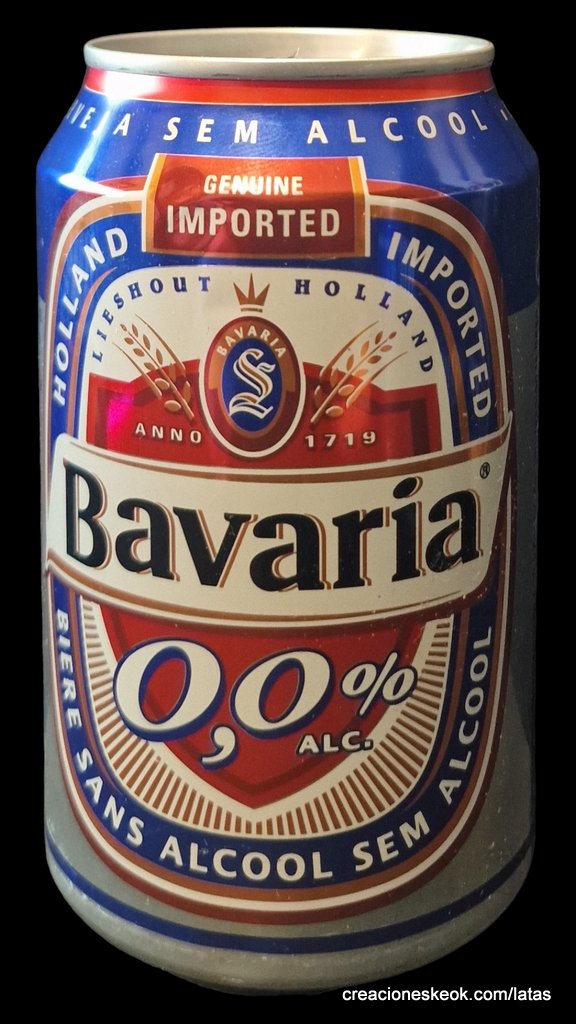 A SEM ALCOOL
GENUINE
IMPORTED
HOLLAND IMPORTED
LIESHOUT HOLLAND
BAVARIA
S
ANNO 1719
Bavaria®
0,0%
ALC.
BIERE SANS ALCOOL SEM ALCOOL
creacioneskeok.com/latas